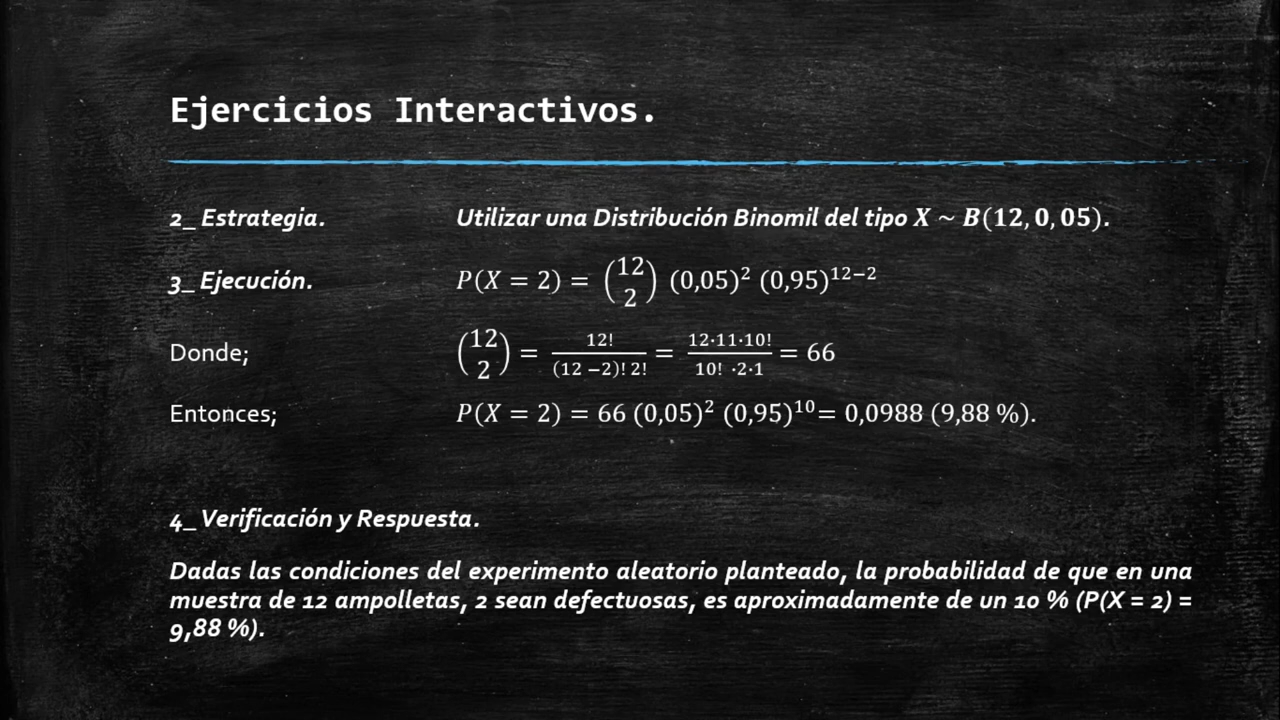 Ejercicios Interactivos.
2_ Estrategia. Utilizar una Distribución Binomil del tipo X ~ B(12, 0, 05).
3_ Ejecución. P(X = 2) = (12 2) (0,05)² (0,95)¹²⁻²
Donde; (12 2) = 12!/(12 −2)! 2! = 12·11·10!/10! ·2·1 = 66
Entonces; P(X = 2) = 66 (0,05)² (0,95)¹⁰= 0,0988 (9,88 %).
4_ Verificación y Respuesta.
Dadas las condiciones del experimento aleatorio planteado, la probabilidad de que en una
muestra de 12 ampolletas, 2 sean defectuosas, es aproximadamente de un 10 % (P(X = 2) =
9,88 %).